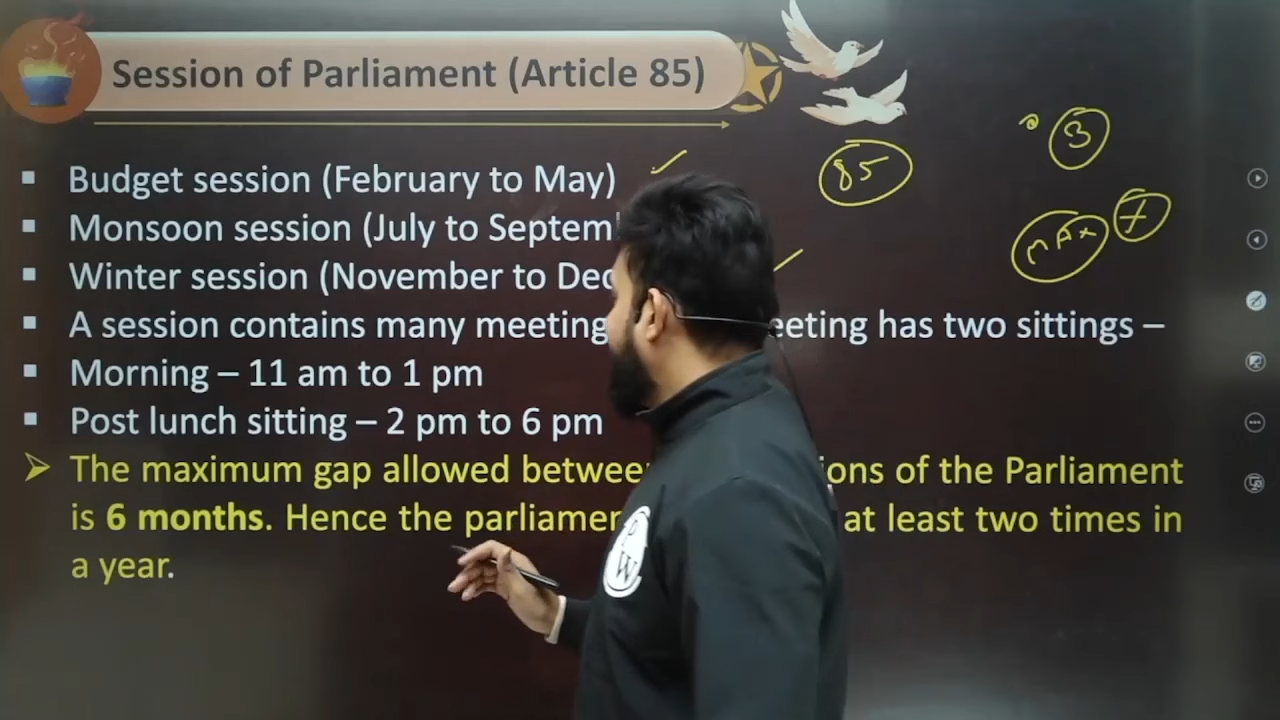 Session of Parliament (Article 85)
3
85
Budget session (February to May)
Monsoon session (July to Septem
max
Winter session (November to Dec
A session contains many meeting eeting has two sittings –
Morning – 11 am to 1 pm
Post lunch sitting – 2 pm to 6 pm
The maximum gap allowed betwee ions of the Parliament
is 6 months. Hence the parliamen at least two times in
a year.
P
W